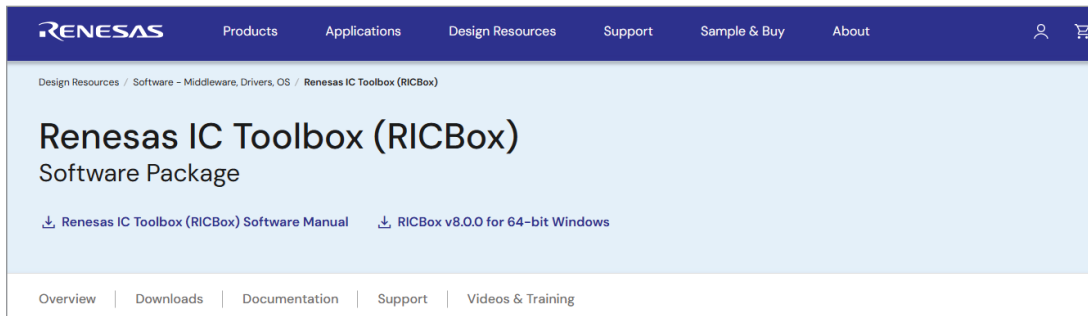 RENESAS Products Applications Design Resources Support Sample & Buy About
Design Resources / Software – Middleware, Drivers, OS / Renesas IC Toolbox (RICBox)
Renesas IC Toolbox (RICBox)
Software Package
Renesas IC Toolbox (RICBox) Software Manual RICBox v8.0.0 for 64-bit Windows
Overview | Downloads | Documentation | Support | Videos & Training